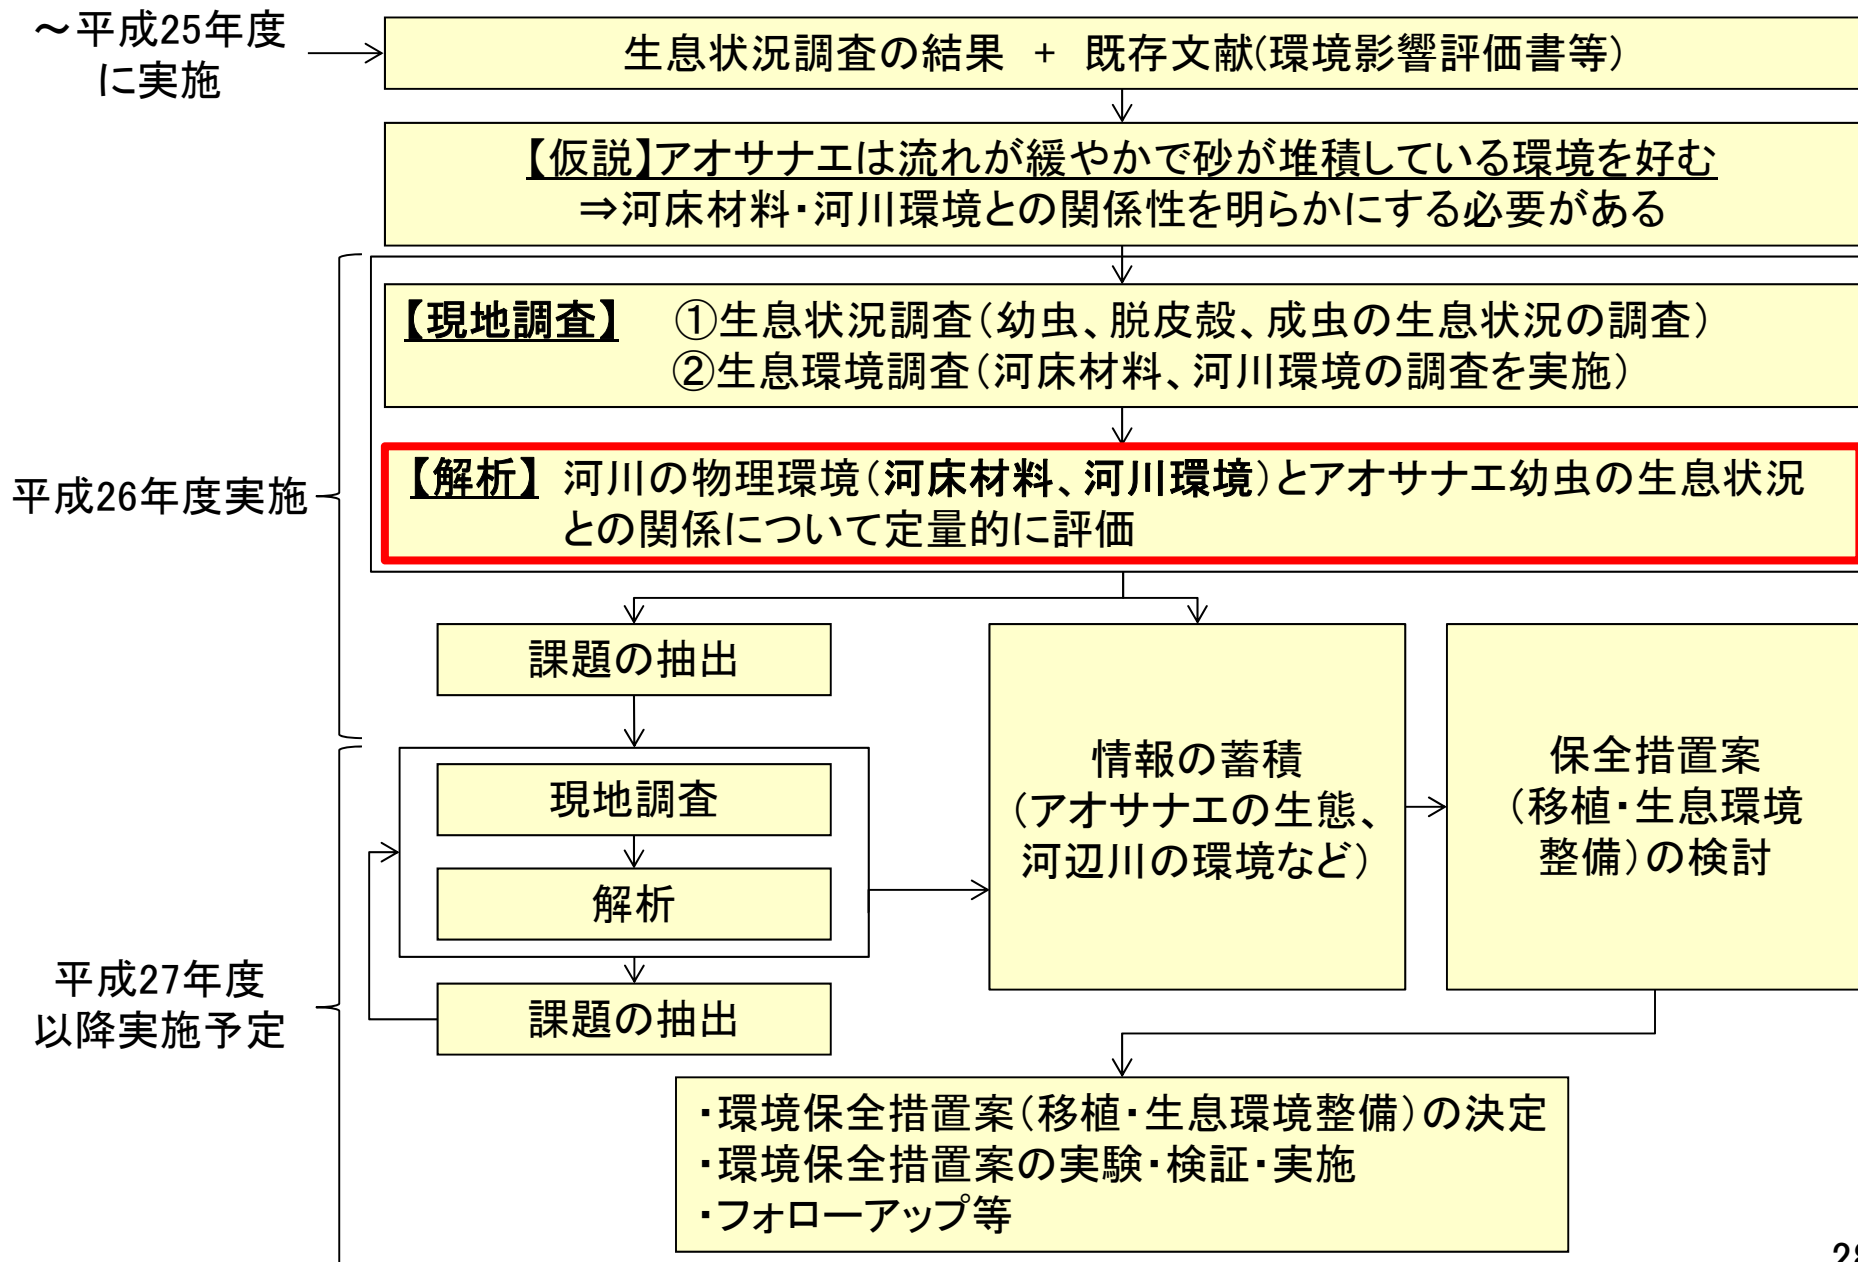 ～平成25年度
に実施
生息状況調査の結果 + 既存文献(環境影響評価書等)
【仮説】アオサナエは流れが緩やかで砂が堆積している環境を好む
⇒河床材料・河川環境との関係性を明らかにする必要がある
平成26年度実施
【現地調査】 ①生息状況調査(幼虫、脱皮殻、成虫の生息状況の調査)
②生息環境調査(河床材料、河川環境の調査を実施)
【解析】 河川の物理環境(河床材料、河川環境)とアオサナエ幼虫の生息状況
との関係について定量的に評価
課題の抽出
平成27年度
以降実施予定
現地調査
解析
課題の抽出
情報の蓄積
(アオサナエの生態、
河辺川の環境など)
保全措置案
(移植・生息環境
整備)の検討
・環境保全措置案(移植・生息環境整備)の決定
・環境保全措置案の実験・検証・実施
・フォローアップ等